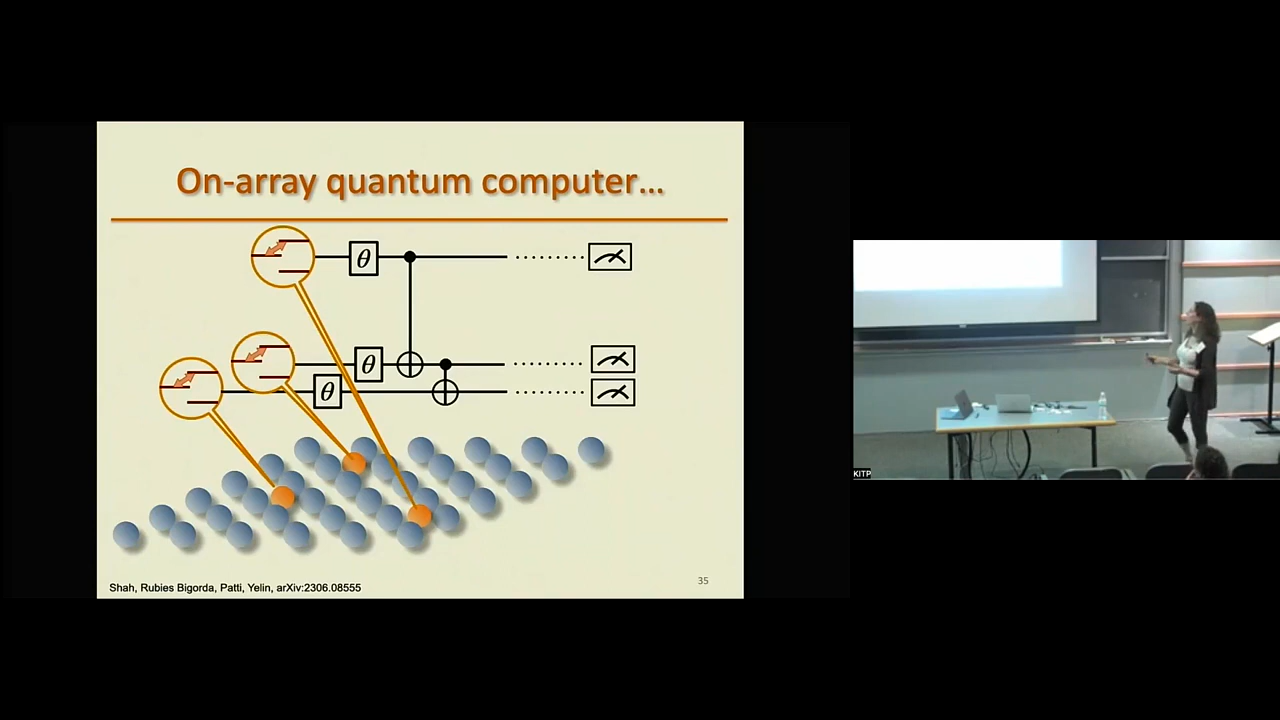 On-array quantum computer...
θ
θ
θ
Shah, Rubies Bigorda, Patti, Yelin, arXiv:2306.08555
35
KITP